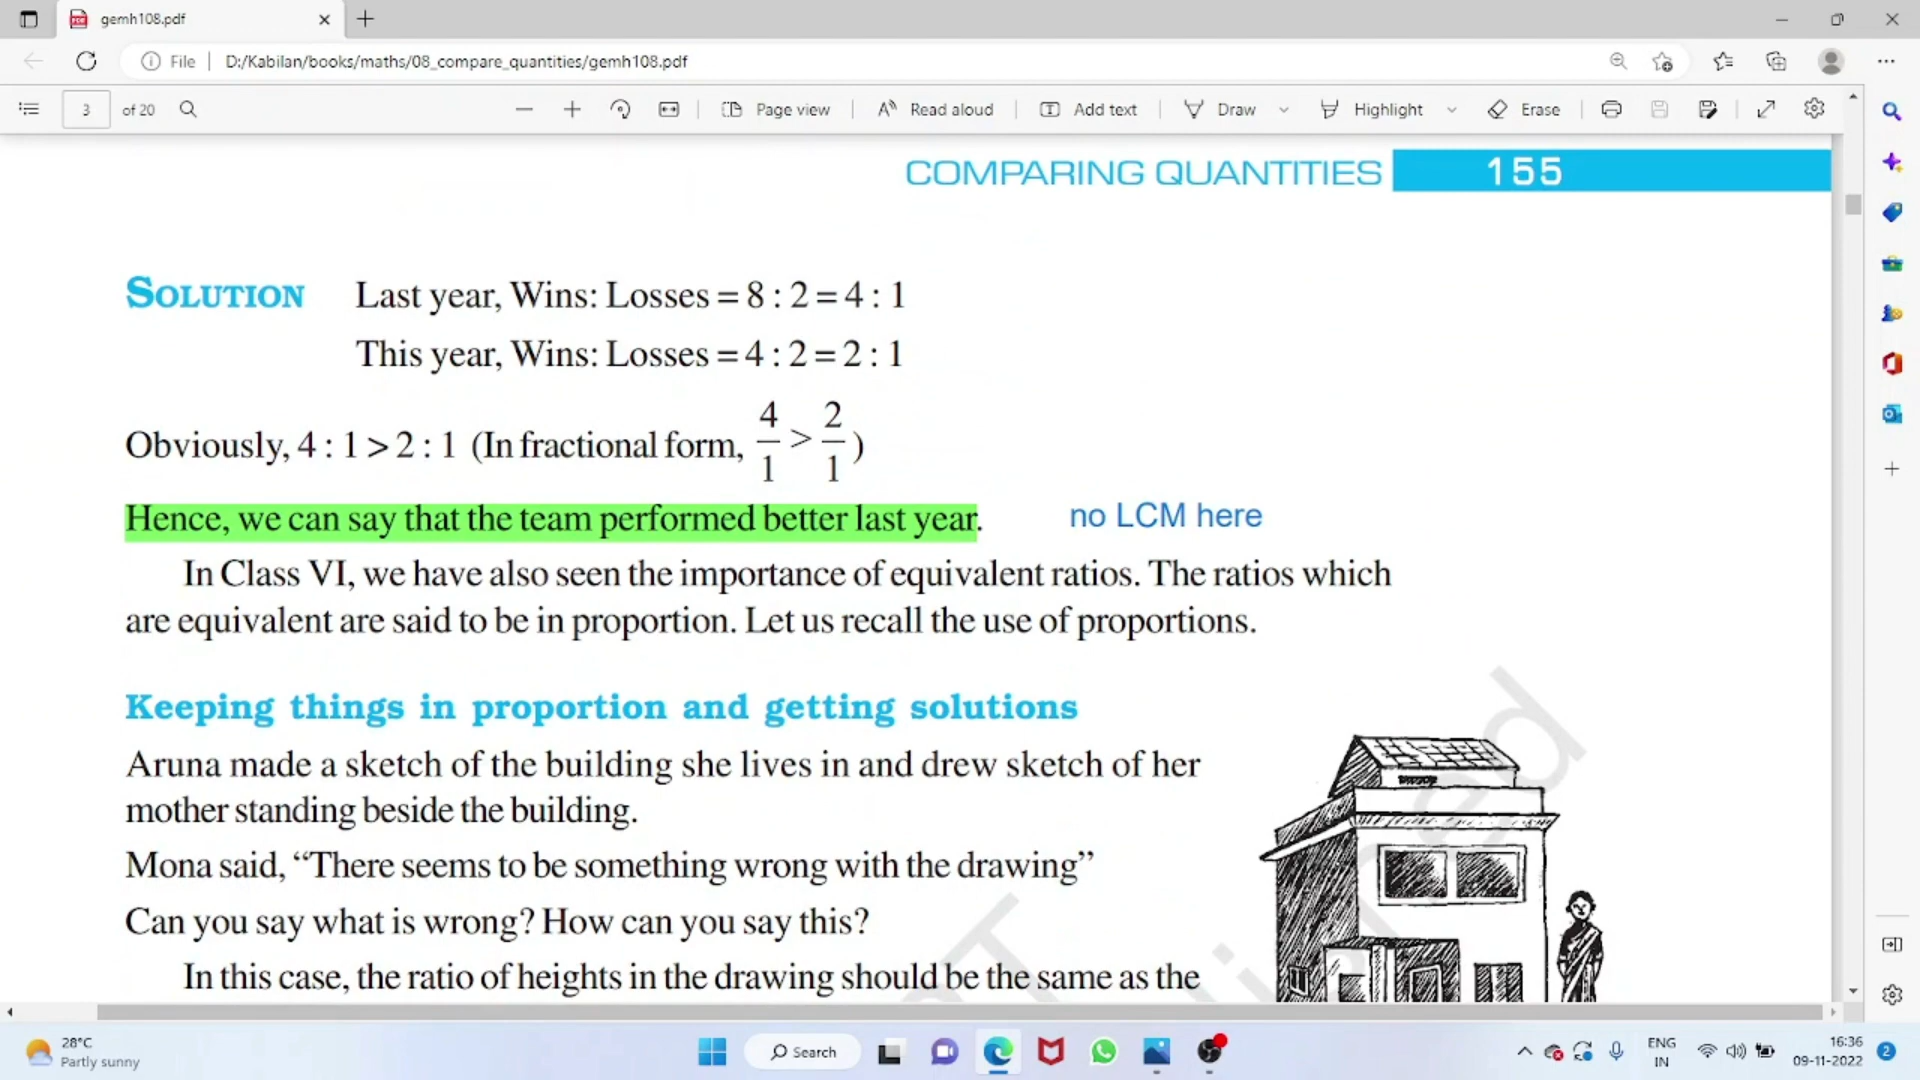 gemh108.pdf
File
D:/Kabilan/books/maths/08_compare_quantities/gemh108.pdf
3 of 20
Page view
Read aloud
Add text
Draw
Highlight
Erase
COMPARING QUANTITIES 155
SOLUTION Last year, Wins: Losses = 8 : 2 = 4 : 1
This year, Wins: Losses = 4 : 2 = 2 : 1
Obviously, 4 : 1 > 2 : 1 (In fractional form, 4/1 > 2/1 )
Hence, we can say that the team performed better last year. no LCM here
In Class VI, we have also seen the importance of equivalent ratios. The ratios which
are equivalent are said to be in proportion. Let us recall the use of proportions.
Keeping things in proportion and getting solutions
Aruna made a sketch of the building she lives in and drew sketch of her
mother standing beside the building.
Mona said, “There seems to be something wrong with the drawing”
Can you say what is wrong? How can you say this?
In this case, the ratio of heights in the drawing should be the same as the
28°C
Partly sunny
Search
ENG
IN
16:36
09-11-2022
2